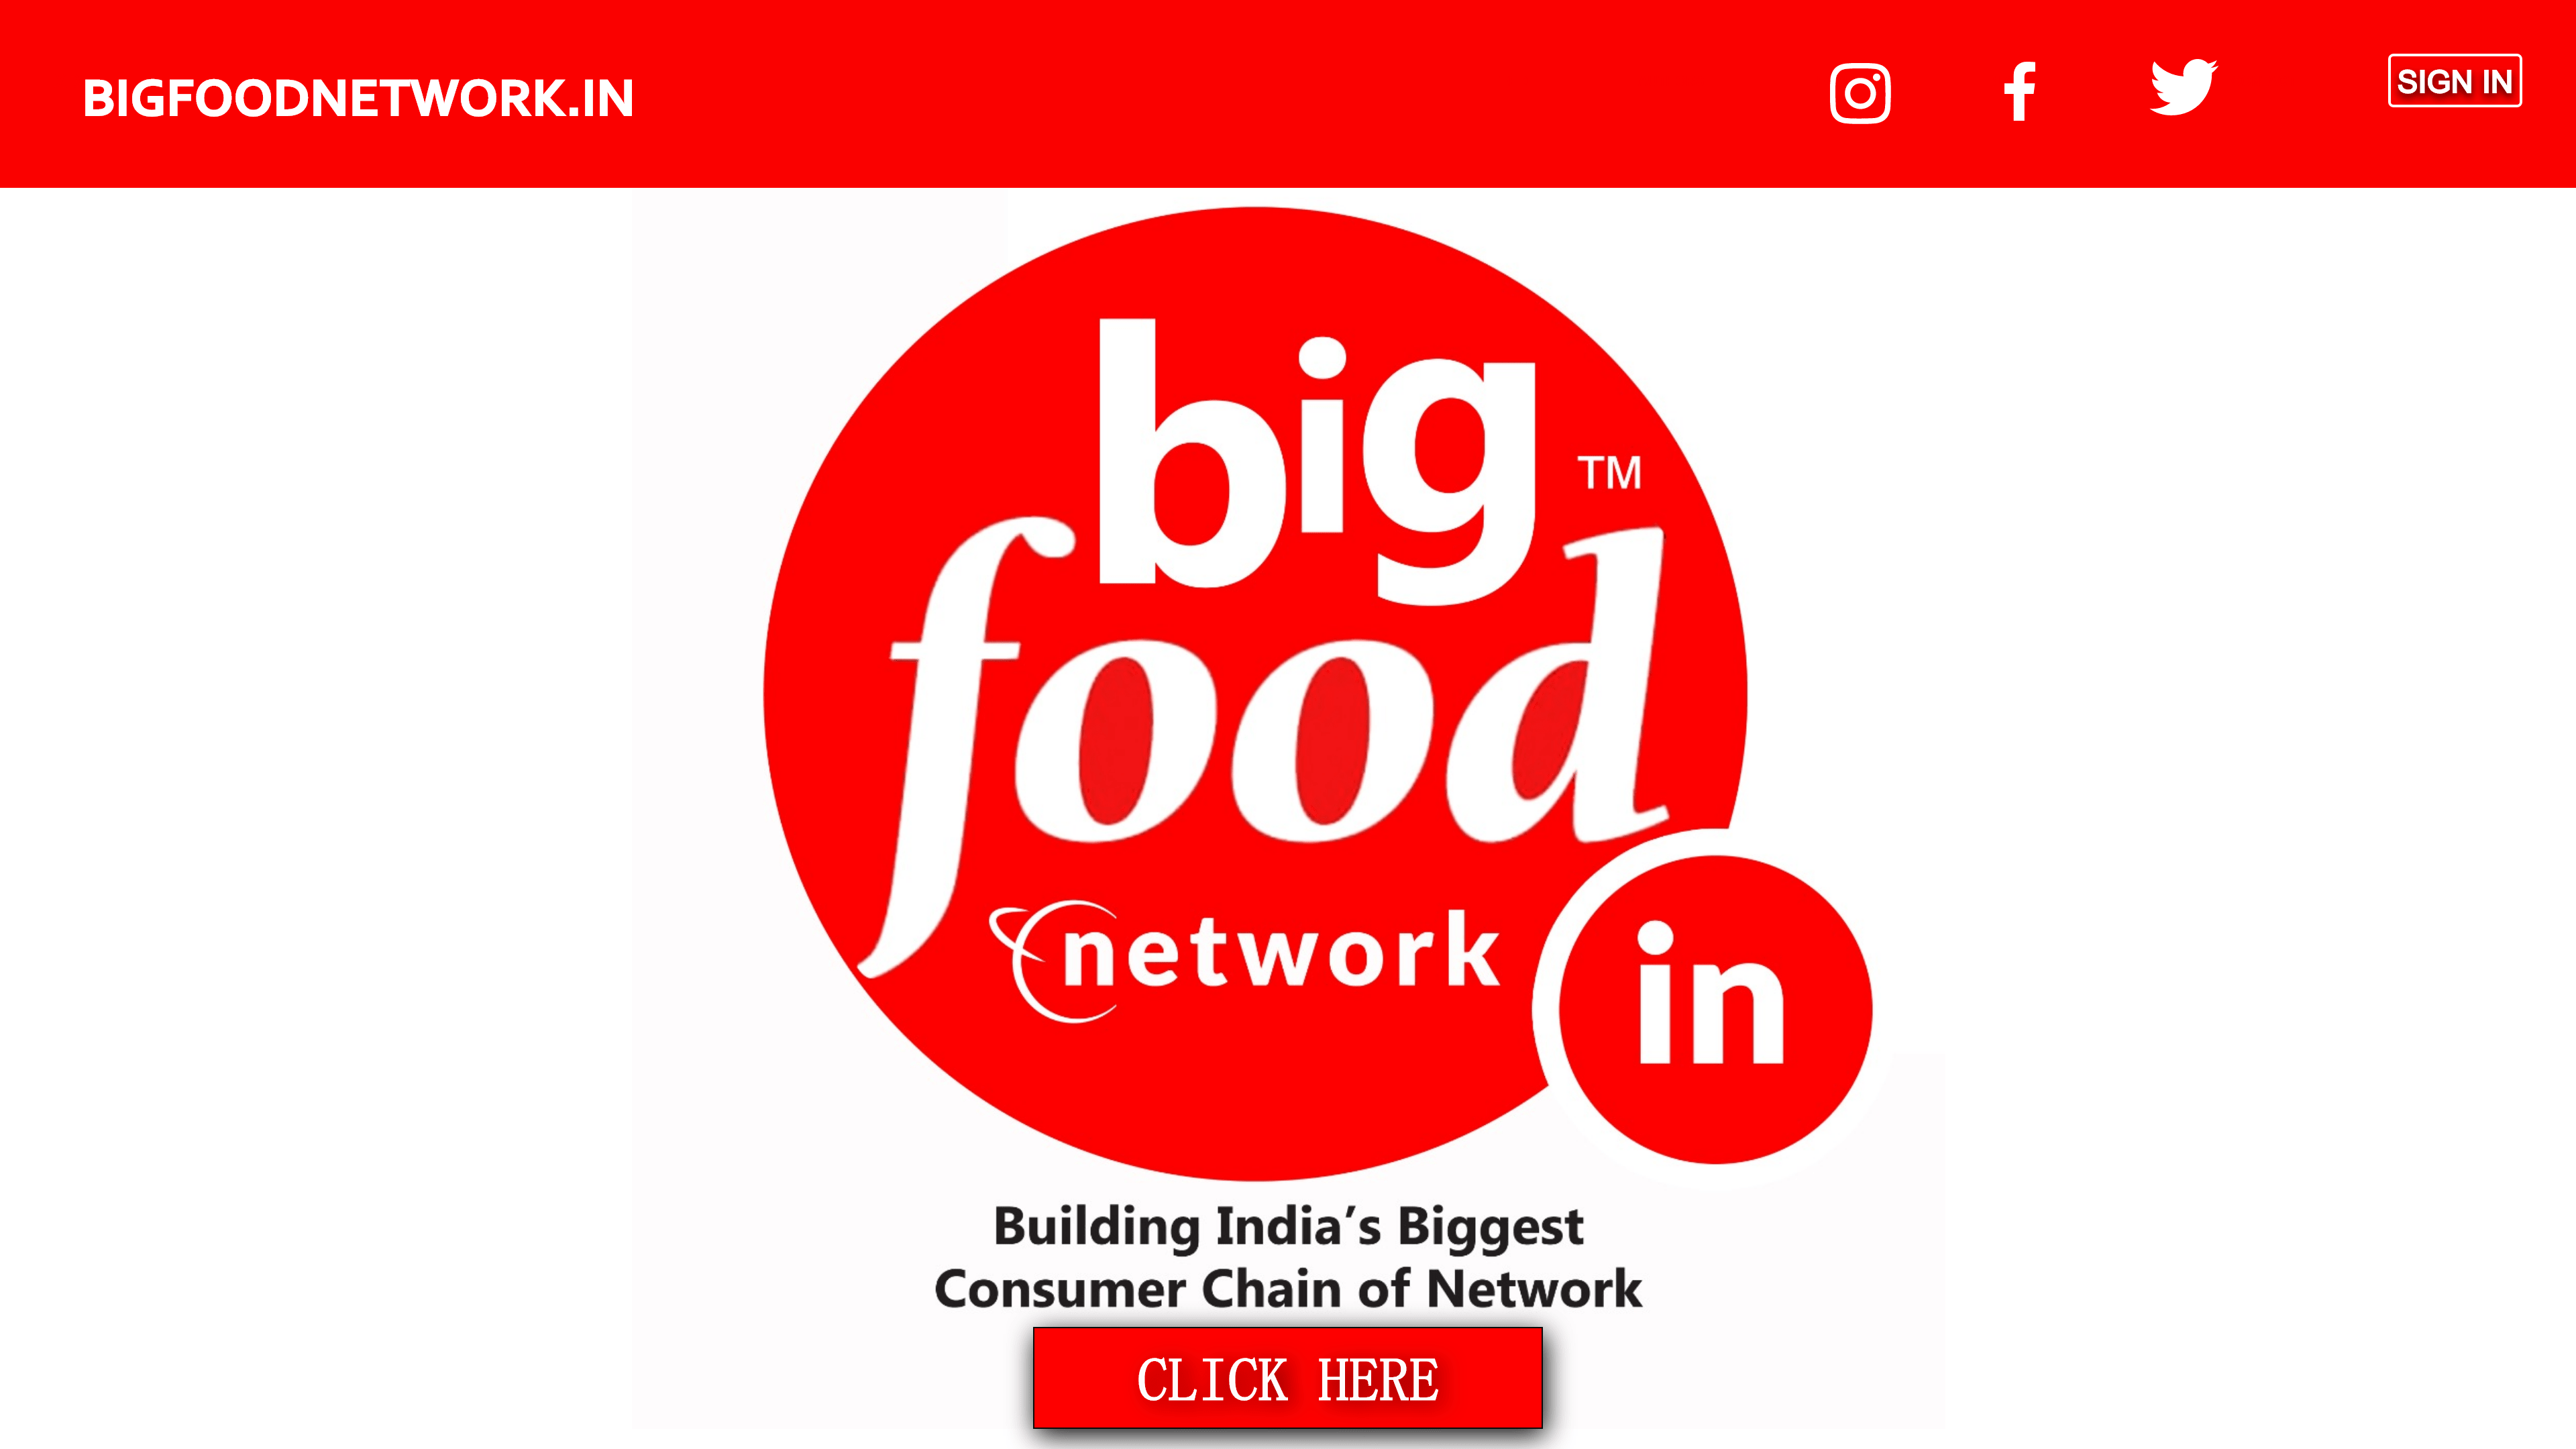 BIGFOODNETWORK.IN
SIGN IN
big
TM
food
network
in
Building India’s Biggest
Consumer Chain of Network
CLICK HERE